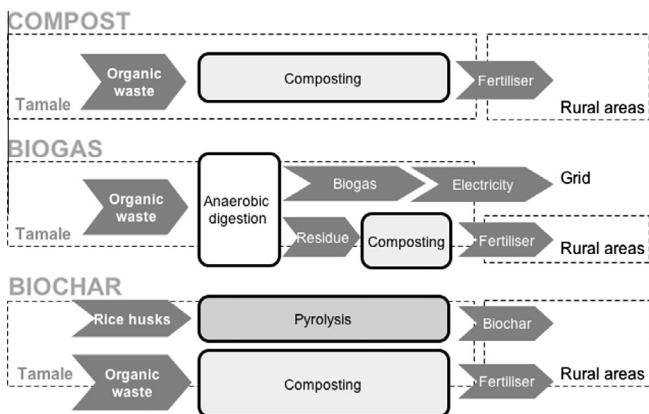 COMPOST
Organic
waste
Composting
Fertiliser
Tamale
Rural areas
BIOGAS
Organic
waste
Anaerobic
digestion
Biogas
Electricity
Grid
Residue
Composting
Fertiliser
Tamale
Rural areas
BIOCHAR
Rice husks
Pyrolysis
Biochar
Tamale
Organic
waste
Composting
Fertiliser
Rural areas